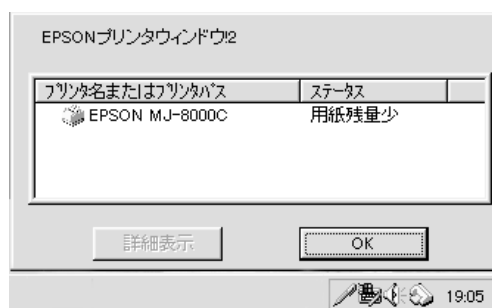 EPSONプリンタウィンドウ!2
プリンタ名またはプリンタパス ステータス
EPSON MJ-8000C 用紙残量少
詳細表示 OK
19:05